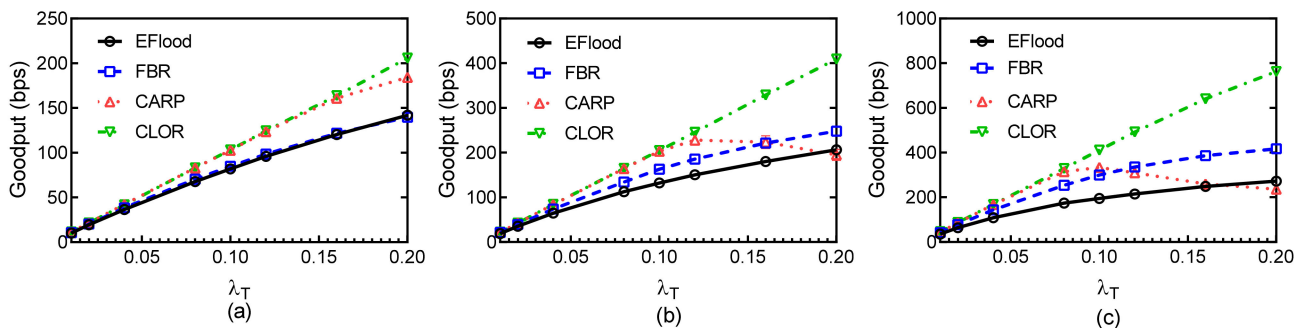 250
200
150
100
50
0
Goodput (bps)
EFlood
FBR
CARP
CLOR
0.05 0.10 0.15 0.20
λT
(a)
500
400
300
200
100
0
Goodput (bps)
EFlood
FBR
CARP
CLOR
0.05 0.10 0.15 0.20
λT
(b)
1000
800
600
400
200
0
Goodput (bps)
EFlood
FBR
CARP
CLOR
0.05 0.10 0.15 0.20
λT
(c)